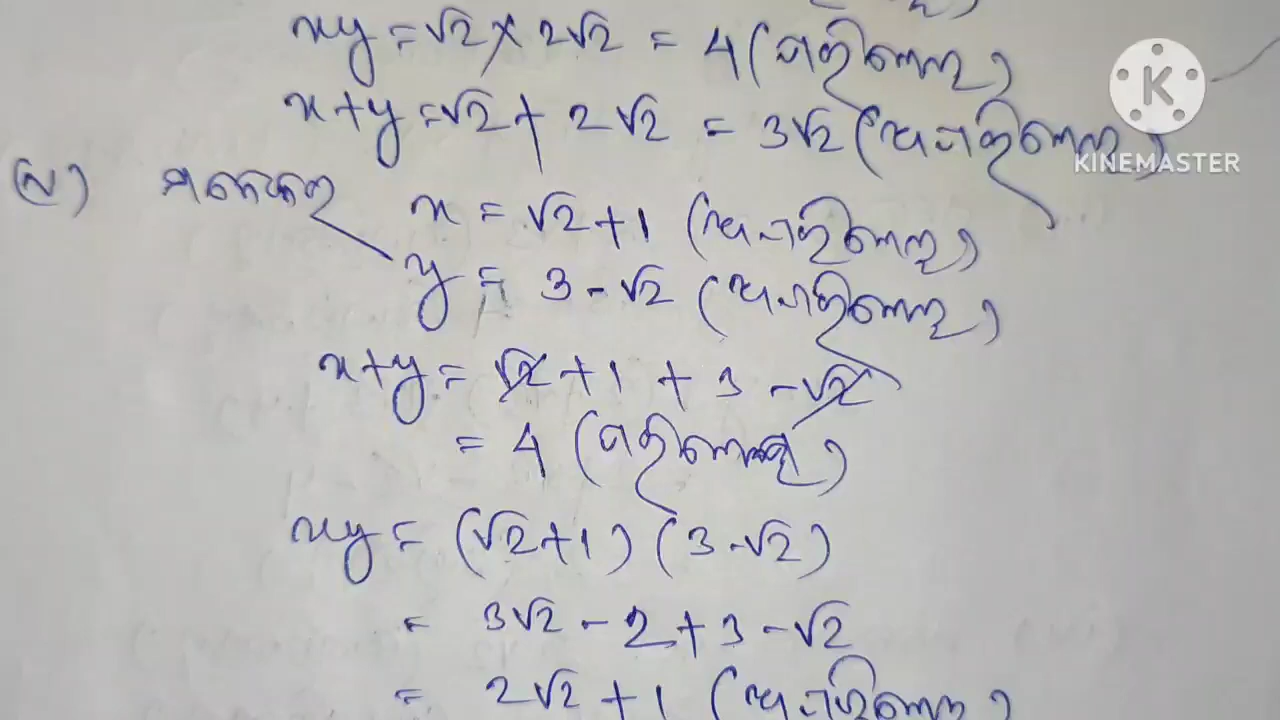 xy = √2 × 2√2 = 4 (ପରିମେୟ)
x + y = √2 + 2√2 = 3√2 (ଅପରିମେୟ)
K
KINEMASTER
ମନେକର x = √2 + 1 (ଅପରିମେୟ)
y = 3 - √2 (ଅପରିମେୟ)
x + y = √2 + 1 + 3 - √2
= 4 (ପରିମେୟ)
xy = (√2 + 1) (3 - √2)
= 3√2 - 2 + 3 - √2
= 2√2 + 1 (ଅପରିମେୟ)